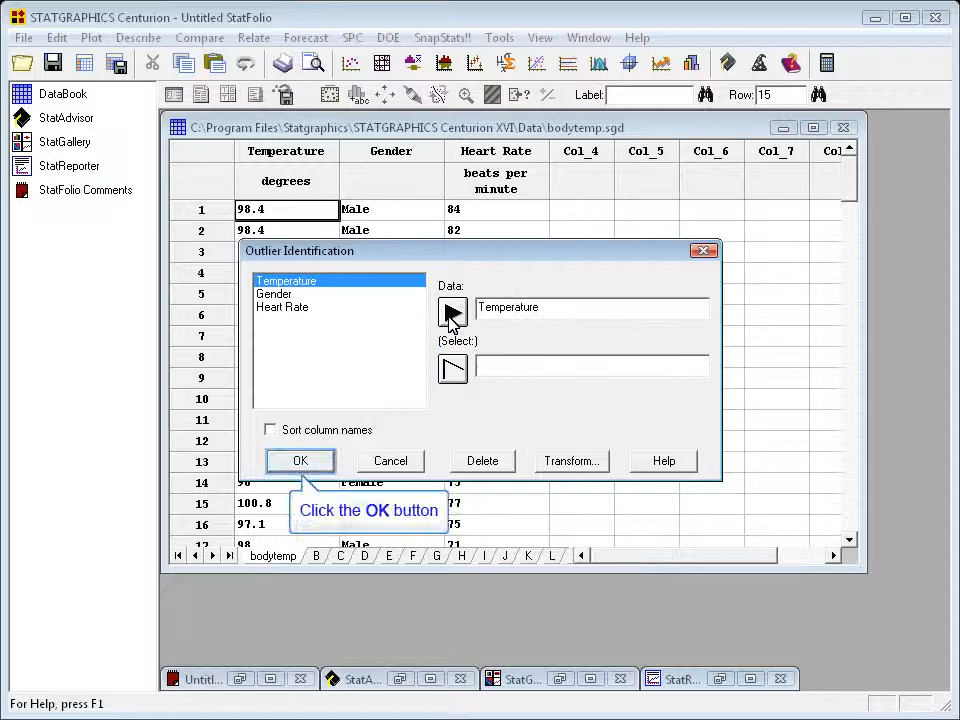 STATGRAPHICS Centurion - Untitled StatFolio
File Edit Plot Describe Compare Relate Forecast SPC DOE SnapStats!! Tools View Window Help
Label: Row: 15
DataBook
StatAdvisor
StatGallery
StatReporter
StatFolio Comments
C:\Program Files\Statgraphics\STATGRAPHICS Centurion XVI\Data\bodytemp.sgd
Temperature Gender Heart Rate Col_4 Col_5 Col_6 Col_7
degrees beats per
minute
1 98.4 Male 84
2 98.4 Male 82
3
4
5
6
7
8
9
10
11
12
13
14
15 100.8 77
16 97.1 75
Male 71
Outlier Identification
Temperature
Gender
Heart Rate
Data:
Temperature
(Select:)
Sort column names
OK Cancel Delete Transform... Help
Click the OK button
bodytemp B C D E F G H I J K L
Untitl... StatA... StatG... StatR...
For Help, press F1